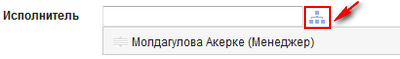 Исполнитель
Молдагулова Акерке (Менеджер)